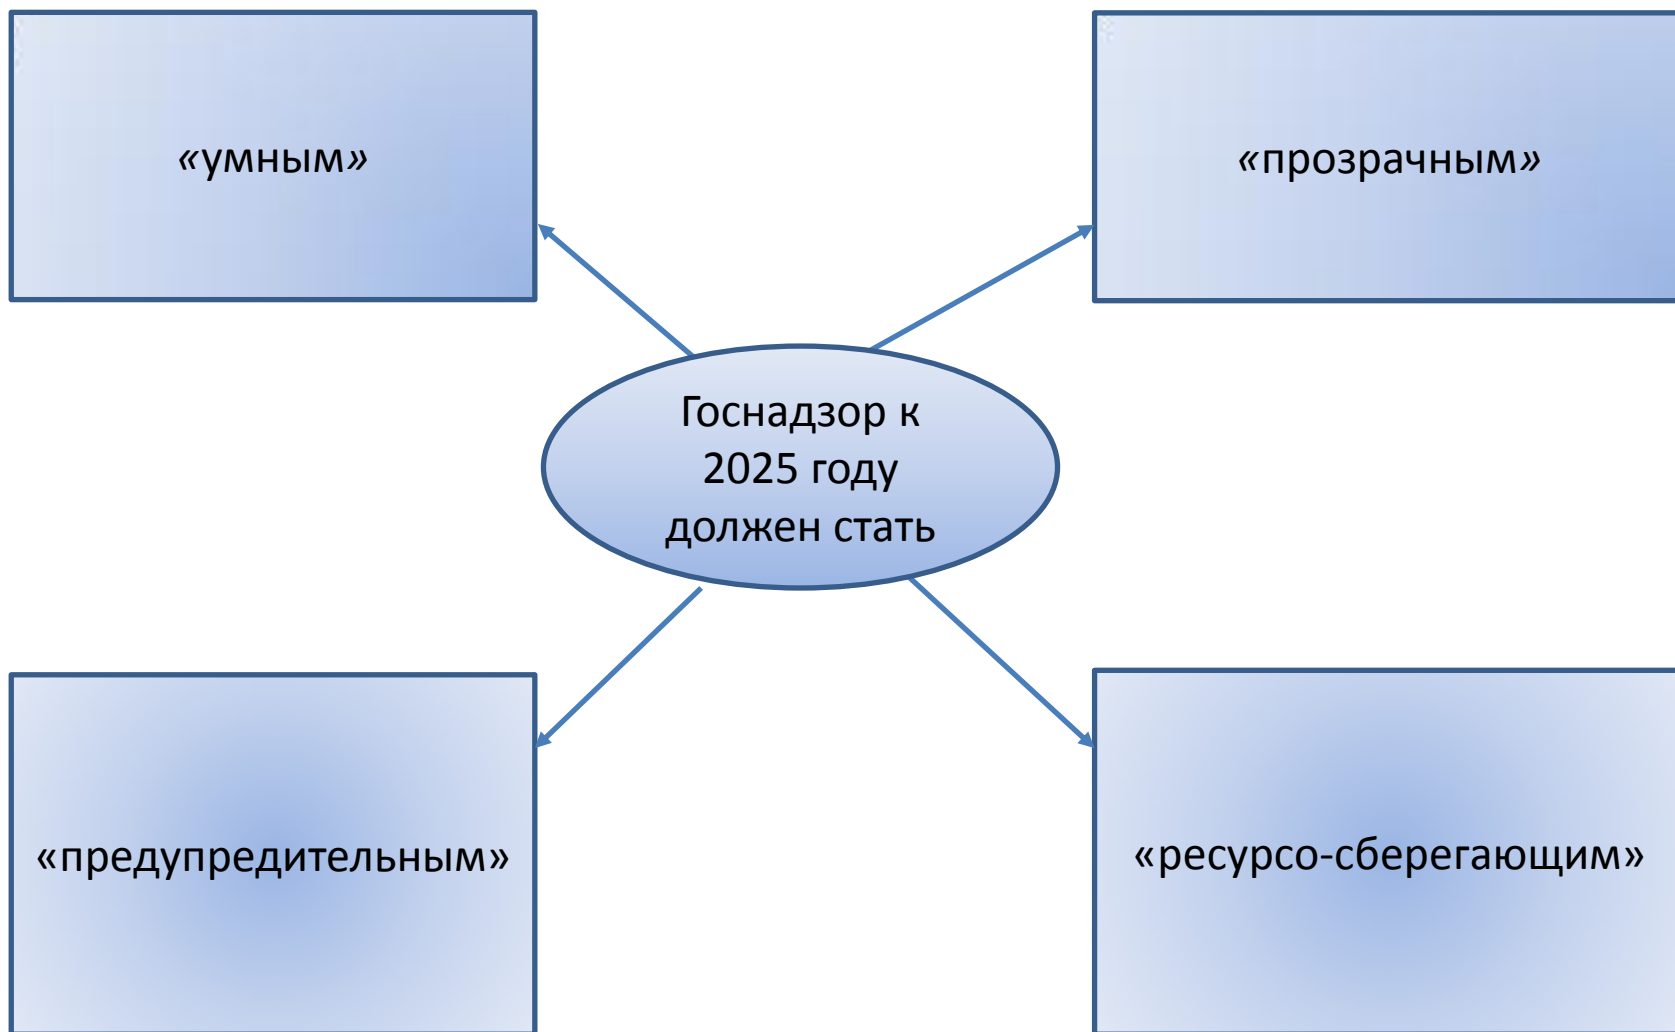 «умным»
«прозрачным»
Госнадзор к
2025 году
должен стать
«предупредительным»
«ресурсо-сберегающим»